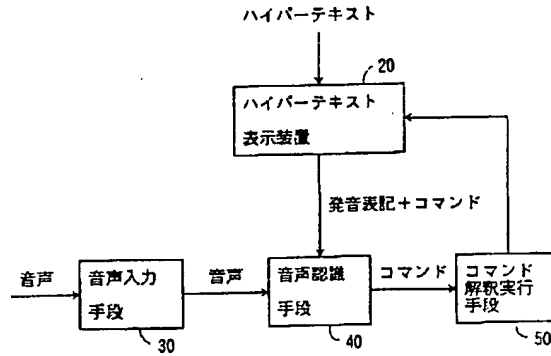 ハイパーテキスト
20
ハイパーテキスト
表示装置
発音表記+コマンド
音声
音声入力
手段
30
音声
音声認識
手段
40
コマンド
コマンド
解釈実行
手段
50